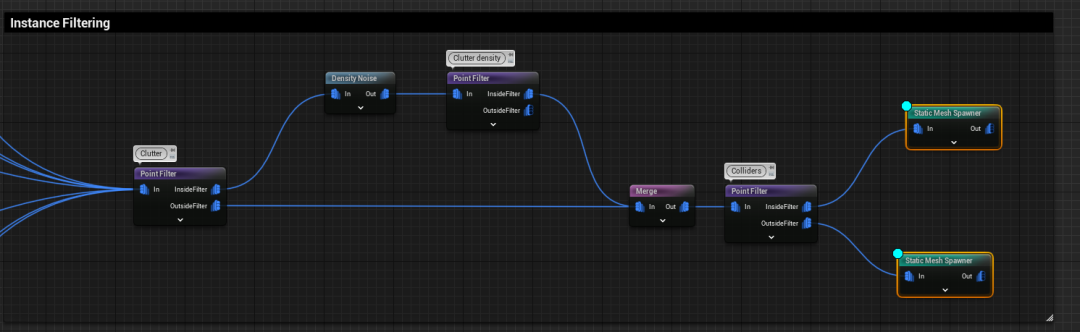 Instance Filtering
Clutter
Point Filter
In InsideFilter
OutsideFilter
Density Noise
In Out
Clutter density
Point Filter
In InsideFilter
OutsideFilter
Merge
In Out
Colliders
Point Filter
In InsideFilter
OutsideFilter
Static Mesh Spawner
In Out
Static Mesh Spawner
In Out